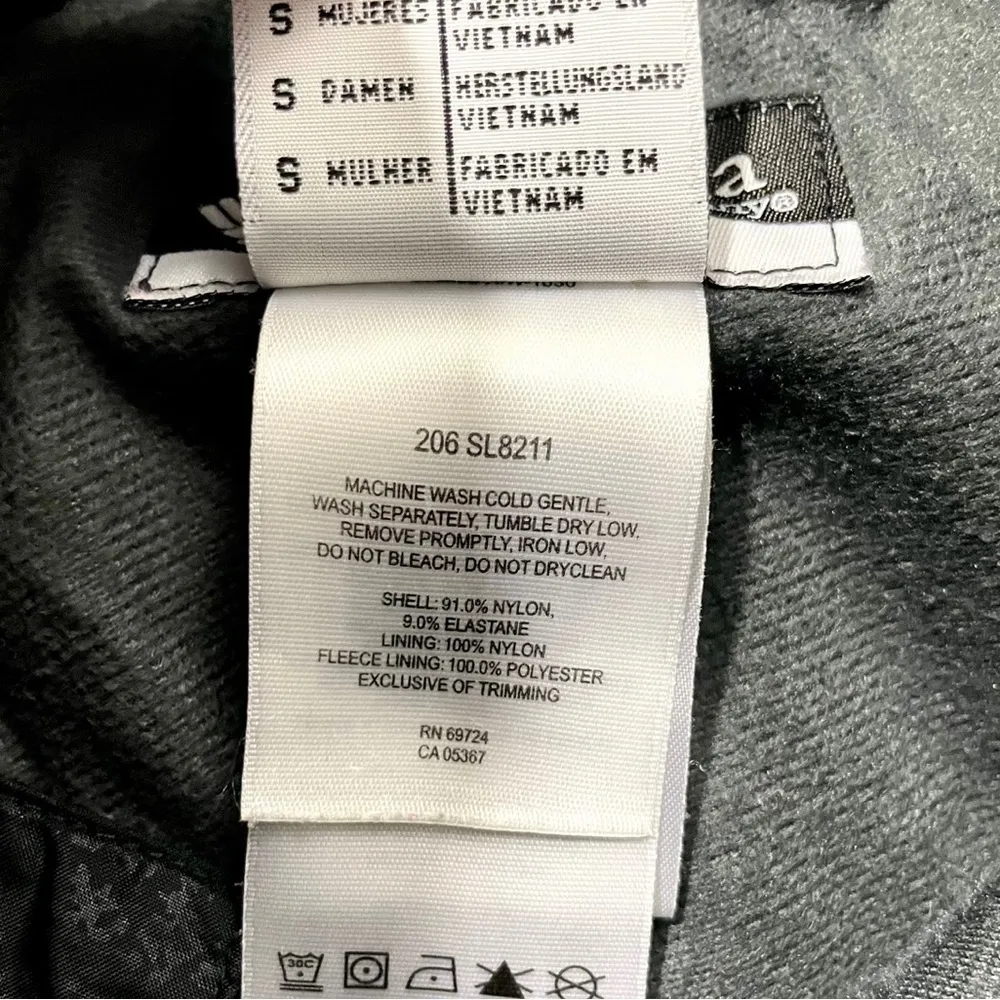 S MUJERES FABRICADO EN
VIETNAM
S DAMEN HERSTELLUNGSLAND
VIETNAM
S MULHER FABRICADO EM
VIETNAM
206 SL8211
MACHINE WASH COLD GENTLE,
WASH SEPARATELY, TUMBLE DRY LOW.
REMOVE PROMPTLY, IRON LOW,
DO NOT BLEACH, DO NOT DRYCLEAN
SHELL: 91.0% NYLON,
9.0% ELASTANE
LINING: 100% NYLON
FLEECE LINING: 100.0% POLYESTER
EXCLUSIVE OF TRIMMING
RN 69724
CA 05367
30C